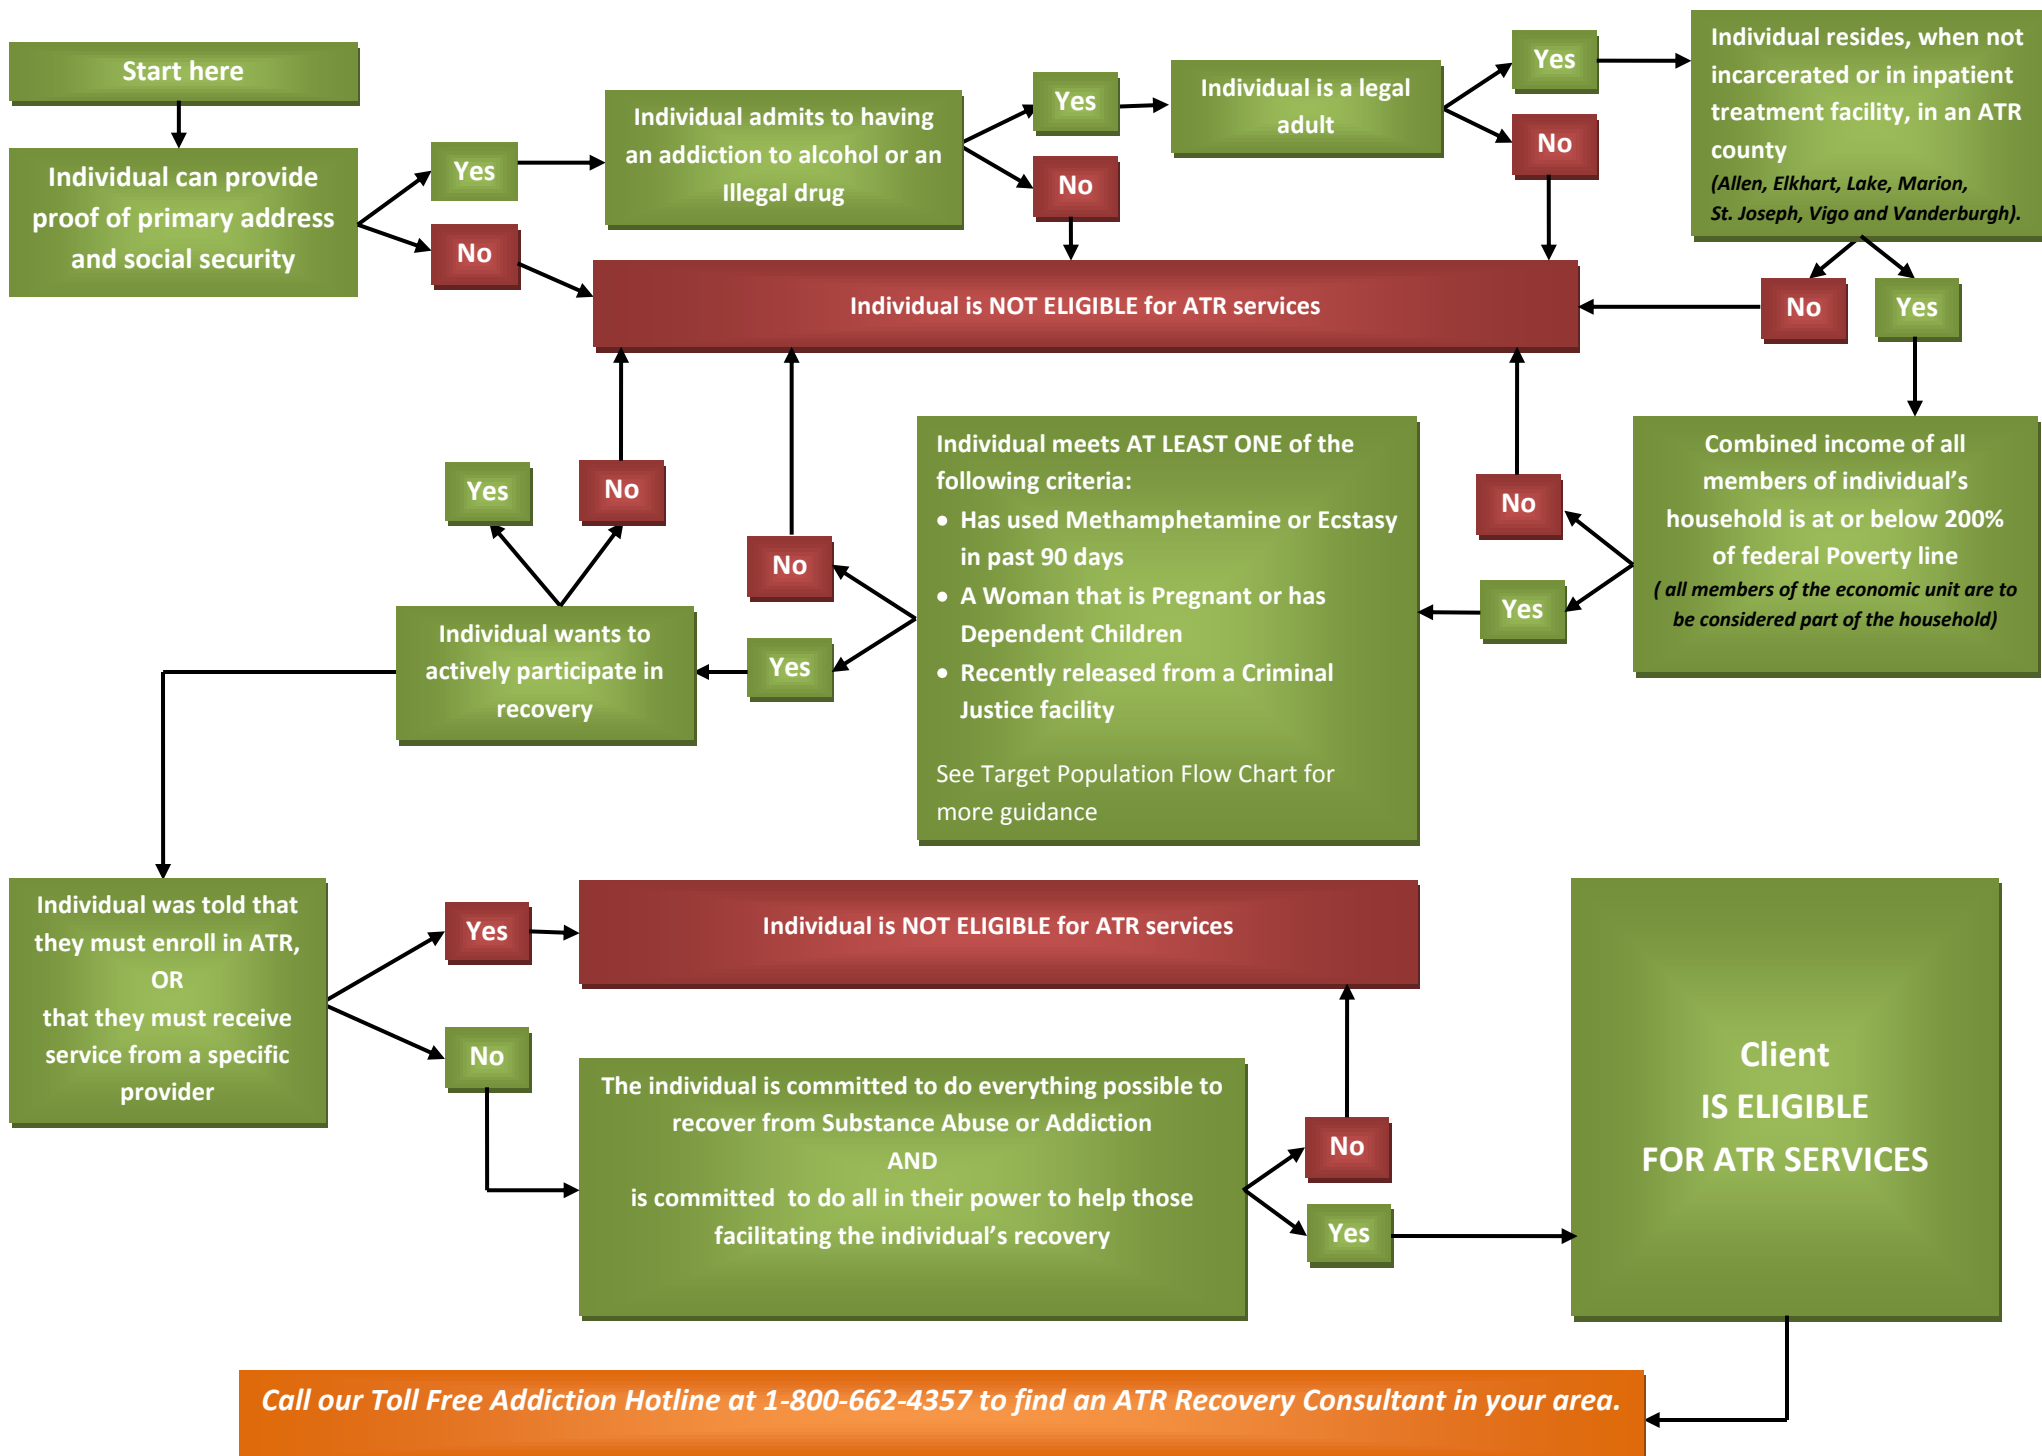 Start here
Individual can provide
proof of primary address
and social security
Yes
No
Individual admits to having
an addiction to alcohol or an
Illegal drug
Yes
No
Individual is a legal
adult
Yes
No
Individual resides, when not
incarcerated or in inpatient
treatment facility, in an ATR
county
(Allen, Elkhart, Lake, Marion,
St. Joseph, Vigo and Vanderburgh).
No
Yes
Individual is NOT ELIGIBLE for ATR services
Combined income of all
members of individual’s
household is at or below 200%
of federal Poverty line
( all members of the economic unit are to
be considered part of the household)
No
Yes
Individual meets AT LEAST ONE of the
following criteria:
• Has used Methamphetamine or Ecstasy
in past 90 days
• A Woman that is Pregnant or has
Dependent Children
• Recently released from a Criminal
Justice facility
See Target Population Flow Chart for
more guidance
No
Yes
Individual wants to
actively participate in
recovery
Yes
No
Individual was told that
they must enroll in ATR,
OR
that they must receive
service from a specific
provider
Yes
No
Individual is NOT ELIGIBLE for ATR services
The individual is committed to do everything possible to
recover from Substance Abuse or Addiction
AND
is committed  to do all in their power to help those
facilitating the individual’s recovery
No
Yes
Client
IS ELIGIBLE
FOR ATR SERVICES
Call our Toll Free Addiction Hotline at 1-800-662-4357 to find an ATR Recovery Consultant in your area.